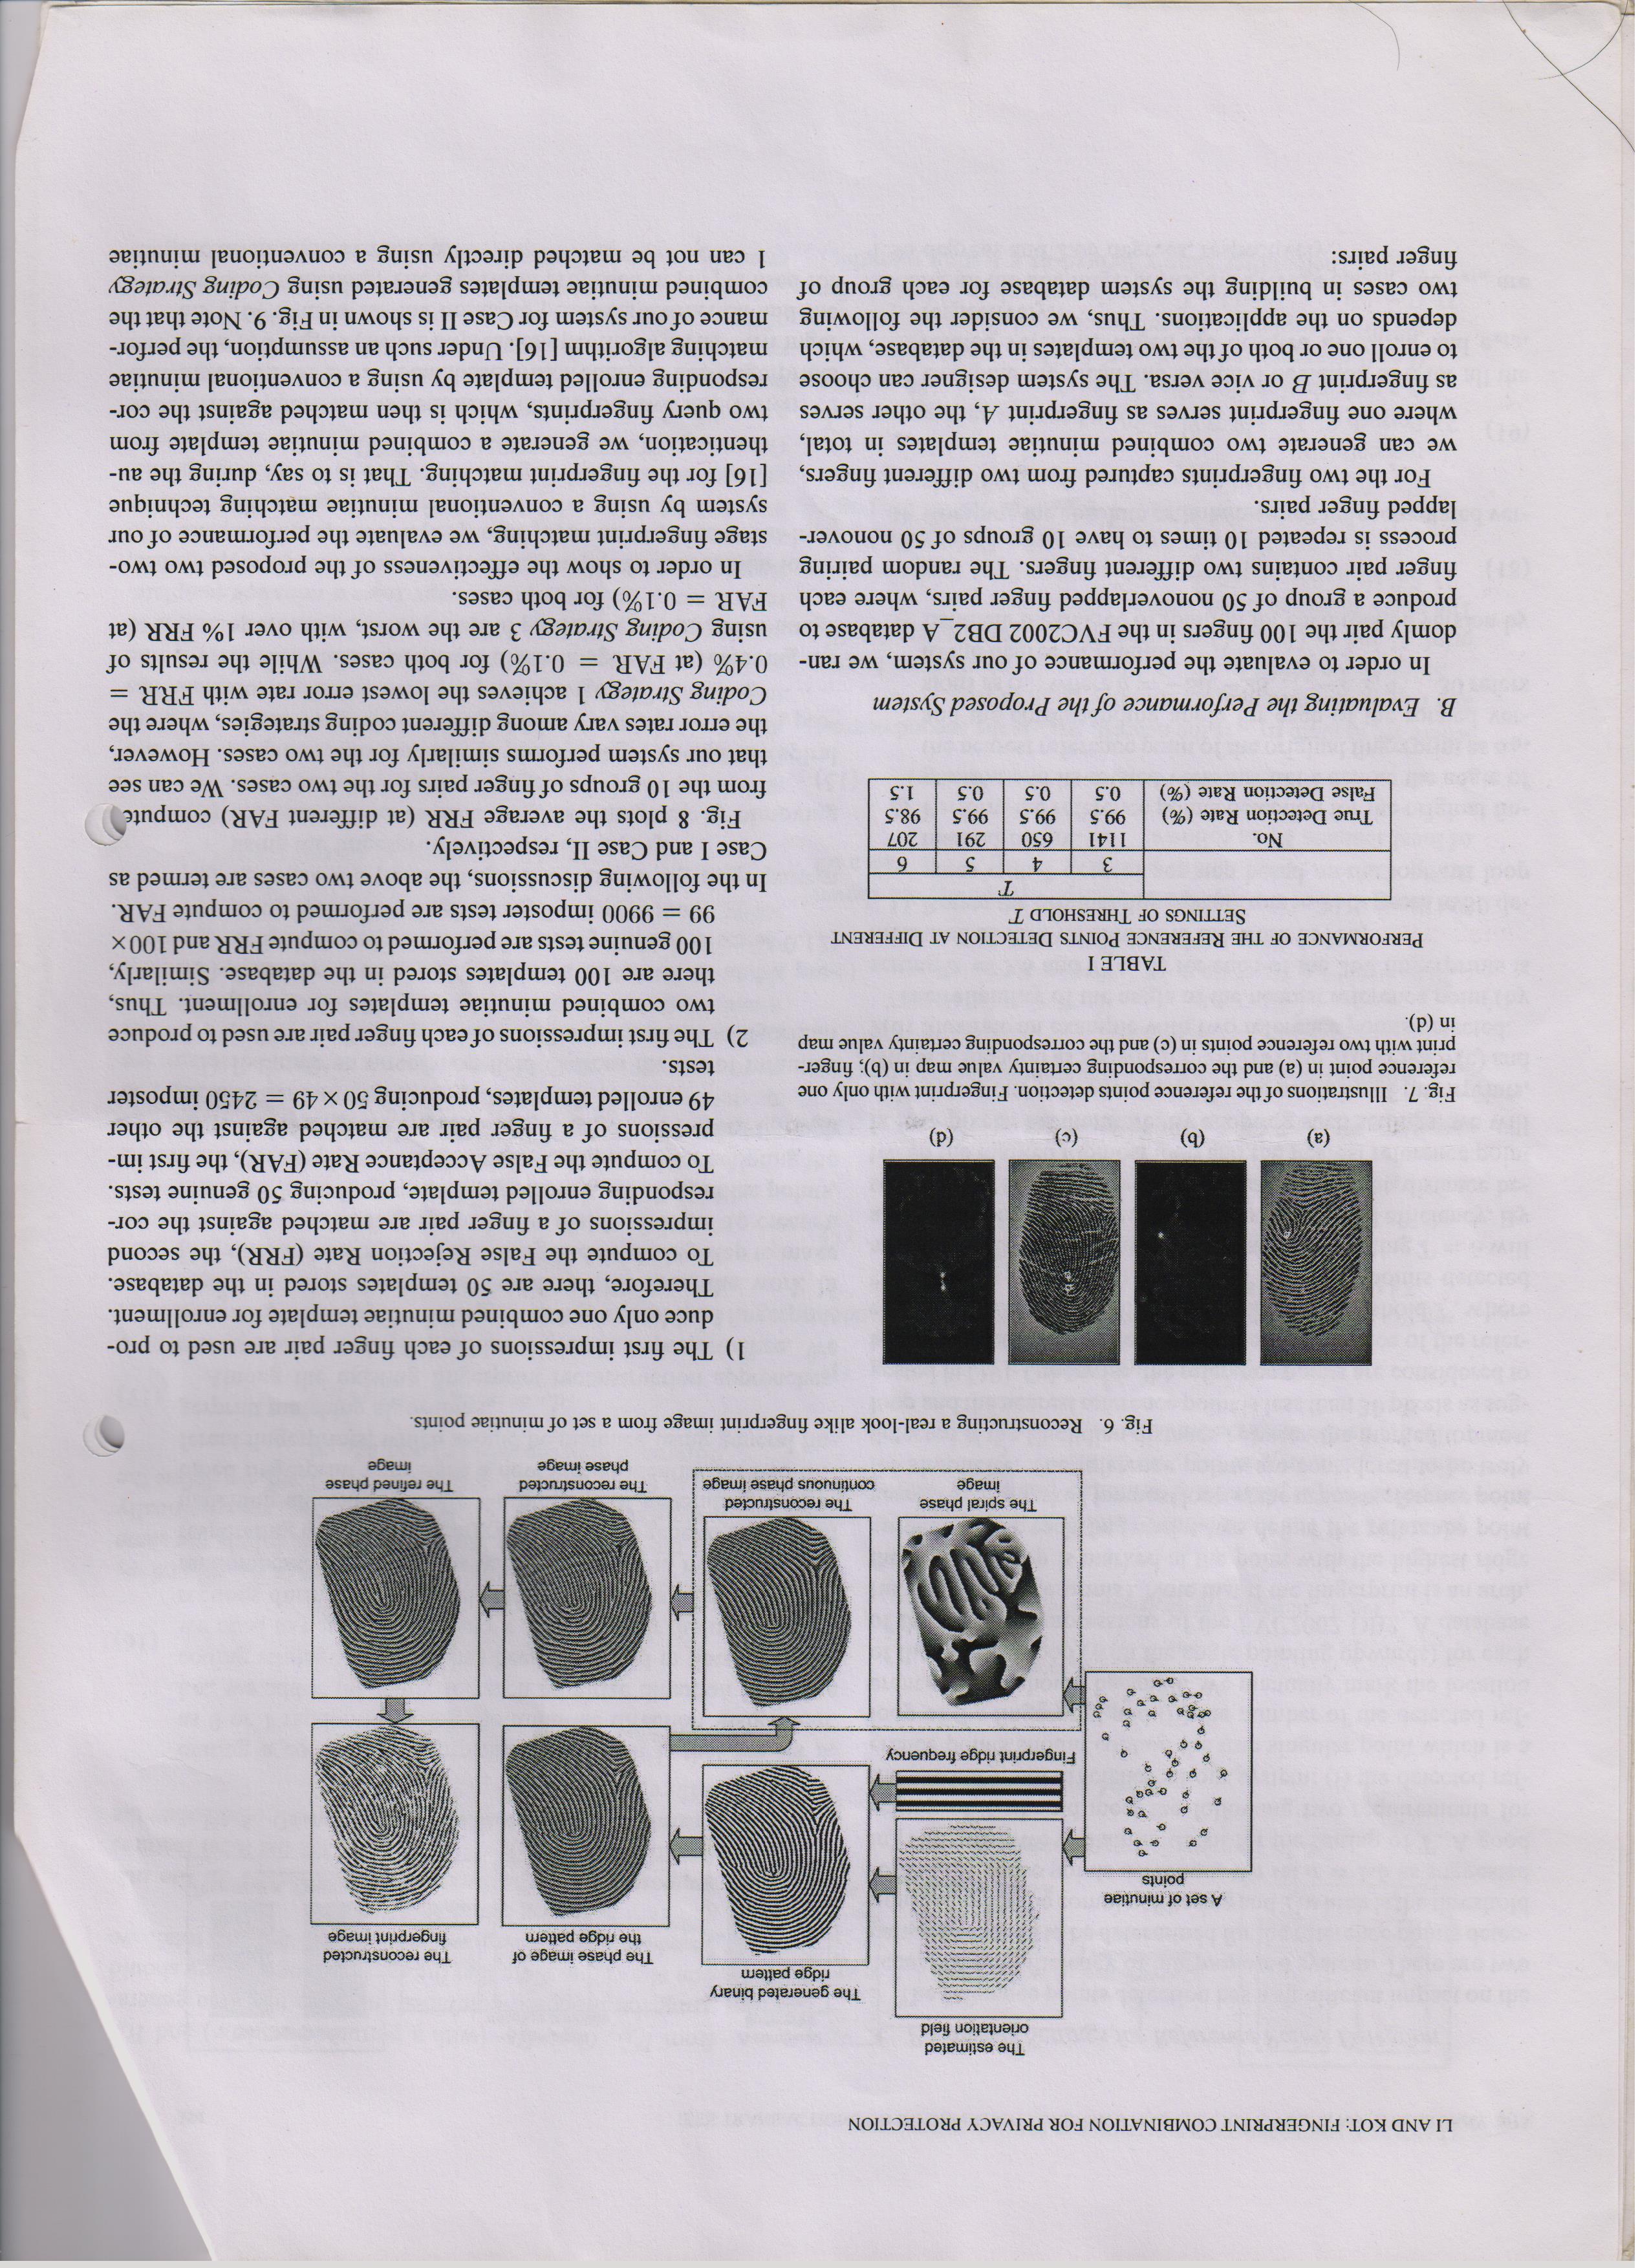 LI AND KOT: FINGERPRINT COMBINATION FOR PRIVACY PROTECTION
The estimated
orientation field
A set of minutiae
points
Fingerprint ridge frequency
The generated binary
ridge pattern
The phase image of
the ridge pattern
The reconstructed
fingerprint image
The spiral phase
image
The reconstructed
continuous phase image
The reconstructed
phase image
The refined phase
image
Fig. 6. Reconstructing a real-look alike fingerprint image from a set of minutiae points.
(a) (b) (c) (d)
Fig. 7. Illustrations of the reference points detection. Fingerprint with only one
reference point in (a) and the corresponding certainty value map in (b); finger-
print with two reference points in (c) and the corresponding certainty value map
in (d).
TABLE I
PERFORMANCE OF THE REFERENCE POINTS DETECTION AT DIFFERENT
SETTINGS OF THRESHOLD T
T
3 4 5 6
No. 1141 650 291 207
True Detection Rate (%) 99.5 99.5 99.5 98.5
False Detection Rate (%) 0.5 0.5 0.5 1.5
B. Evaluating the Performance of the Proposed System
In order to evaluate the performance of our system, we ran-
domly pair the 100 fingers in the FVC2002 DB2_A database to
produce a group of 50 nonoverlapped finger pairs, where each
finger pair contains two different fingers. The random pairing
process is repeated 10 times to have 10 groups of 50 nonover-
lapped finger pairs.
For the two fingerprints captured from two different fingers,
we can generate two combined minutiae templates in total,
where one fingerprint serves as fingerprint A, the other serves
as fingerprint B or vice versa. The system designer can choose
to enroll one or both of the two templates in the database, which
depends on the applications. Thus, we consider the following
two cases in building the system database for each group of
finger pairs:
1) The first impressions of each finger pair are used to pro-
duce only one combined minutiae template for enrollment.
Therefore, there are 50 templates stored in the database.
To compute the False Rejection Rate (FRR), the second
impressions of a finger pair are matched against the cor-
responding enrolled template, producing 50 genuine tests.
To compute the False Acceptance Rate (FAR), the first im-
pressions of a finger pair are matched against the other
49 enrolled templates, producing 50 × 49 = 2450 imposter
tests.
2) The first impressions of each finger pair are used to produce
two combined minutiae templates for enrollment. Thus,
there are 100 templates stored in the database. Similarly,
100 genuine tests are performed to compute FRR and 100×
99 = 9900 imposter tests are performed to compute FAR.
In the following discussions, the above two cases are termed as
Case I and Case II, respectively.
Fig. 8 plots the average FRR (at different FAR) compute
from the 10 groups of finger pairs for the two cases. We can see
that our system performs similarly for the two cases. However,
the error rates vary among different coding strategies, where the
Coding Strategy 1 achieves the lowest error rate with FRR =
0.4% (at FAR = 0.1%) for both cases. While the results of
using Coding Strategy 3 are the worst, with over 1% FRR (at
FAR = 0.1%) for both cases.
In order to show the effectiveness of the proposed two two-
stage fingerprint matching, we evaluate the performance of our
system by using a conventional minutiae matching technique
[16] for the fingerprint matching. That is to say, during the au-
thentication, we generate a combined minutiae template from
two query fingerprints, which is then matched against the cor-
responding enrolled template by using a conventional minutiae
matching algorithm [16]. Under such an assumption, the perfor-
mance of our system for Case II is shown in Fig. 9. Note that the
combined minutiae templates generated using Coding Strategy
1 can not be matched directly using a conventional minutiae